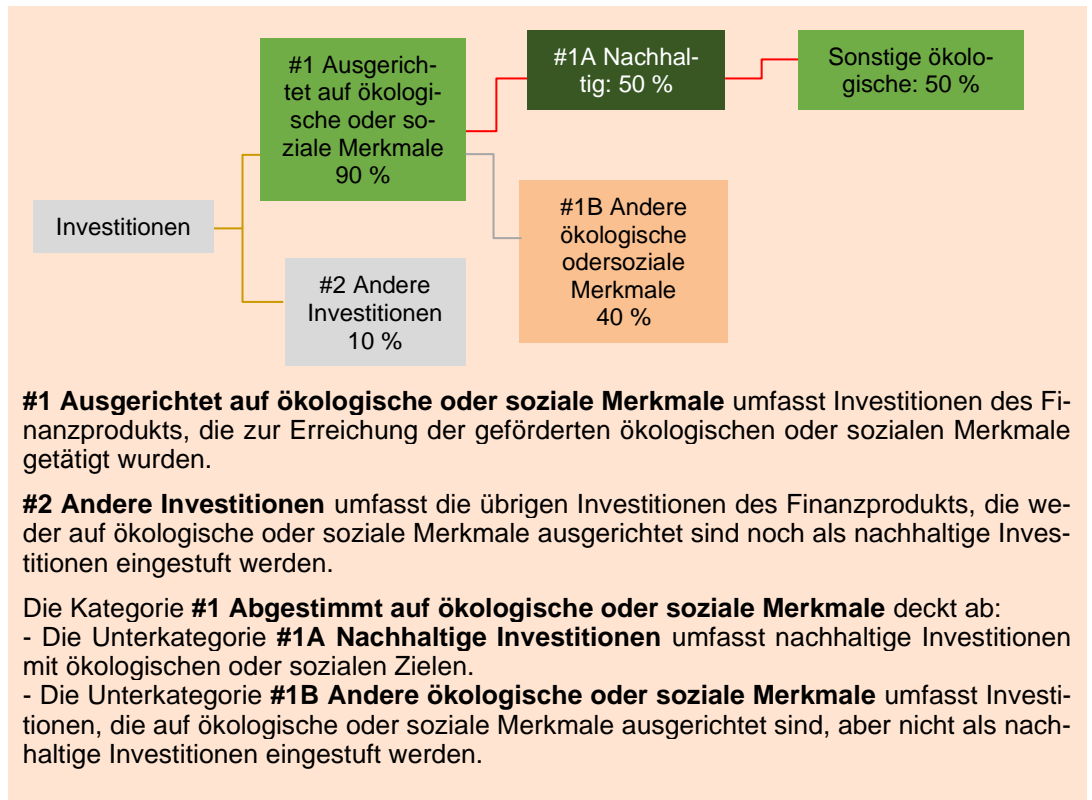 #1 Ausgerich-
tet auf ökologi-
sche oder so-
ziale Merkmale
90 %
#1A Nachhal-
tig: 50 %
Sonstige ökolo-
gische: 50 %
Investitionen
#1B Andere
ökologische
odersoziale
Merkmale
40 %
#2 Andere
Investitionen
10 %
#1 Ausgerichtet auf ökologische oder soziale Merkmale umfasst Investitionen des Fi-
nanzprodukts, die zur Erreichung der geförderten ökologischen oder sozialen Merkmale
getätigt wurden.
#2 Andere Investitionen umfasst die übrigen Investitionen des Finanzprodukts, die we-
der auf ökologische oder soziale Merkmale ausgerichtet sind noch als nachhaltige Inves-
titionen eingestuft werden.
Die Kategorie #1 Abgestimmt auf ökologische oder soziale Merkmale deckt ab:
- Die Unterkategorie #1A Nachhaltige Investitionen umfasst nachhaltige Investitionen
mit ökologischen oder sozialen Zielen.
- Die Unterkategorie #1B Andere ökologische oder soziale Merkmale umfasst Investi-
tionen, die auf ökologische oder soziale Merkmale ausgerichtet sind, aber nicht als nach-
haltige Investitionen eingestuft werden.